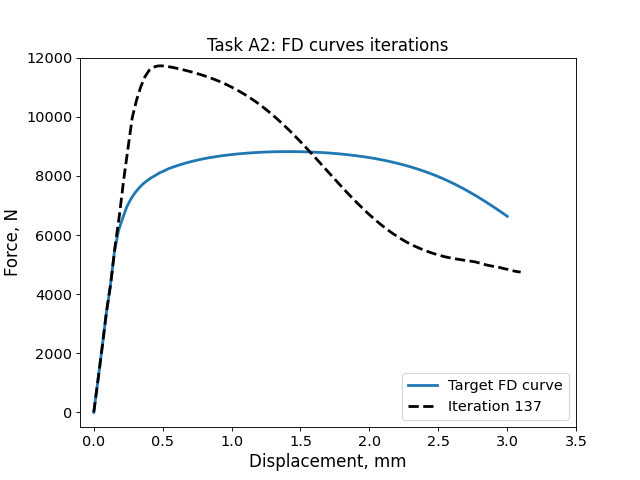 Task A2: FD curves iterations
12000
10000
8000
6000
4000
2000
0
Force, N
0.0 0.5 1.0 1.5 2.0 2.5 3.0 3.5
Displacement, mm
Target FD curve
Iteration 137